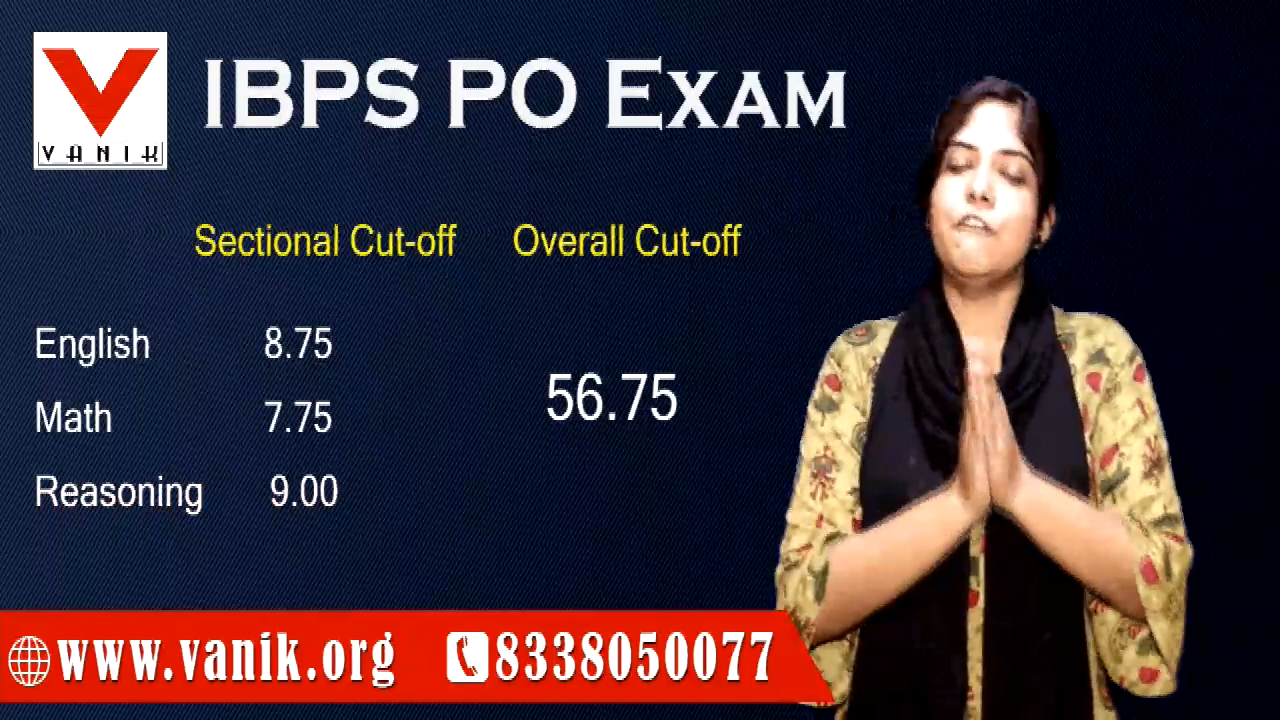 VANIK
IBPS PO EXAM
Sectional Cut-off Overall Cut-off
English 8.75
56.75
Math 7.75
Reasoning 9.00
www.vanik.org 8338050077